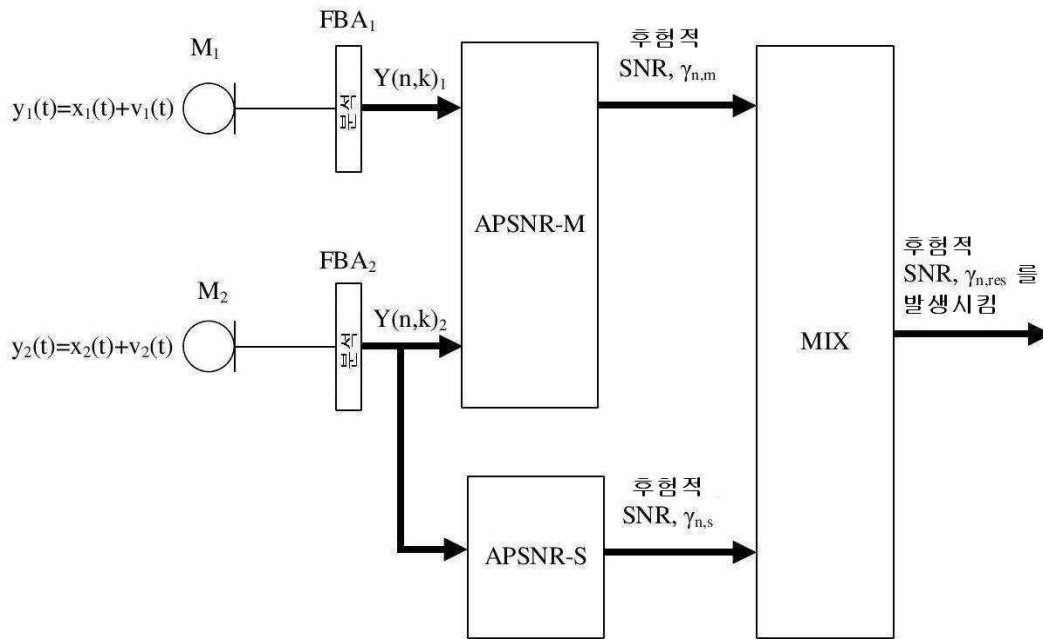 FBA₁
M₁
y₁(t)=x₁(t)+v₁(t)
분석
Y(n,k)₁
후험적
SNR, γₙ,ₘ
APSNR-M
FBA₂
M₂
y₂(t)=x₂(t)+v₂(t)
분석
Y(n,k)₂
MIX
후험적
SNR, γₙ,ᵣₑₛ 를
발생시킴
후험적
SNR, γₙ,ₛ
APSNR-S